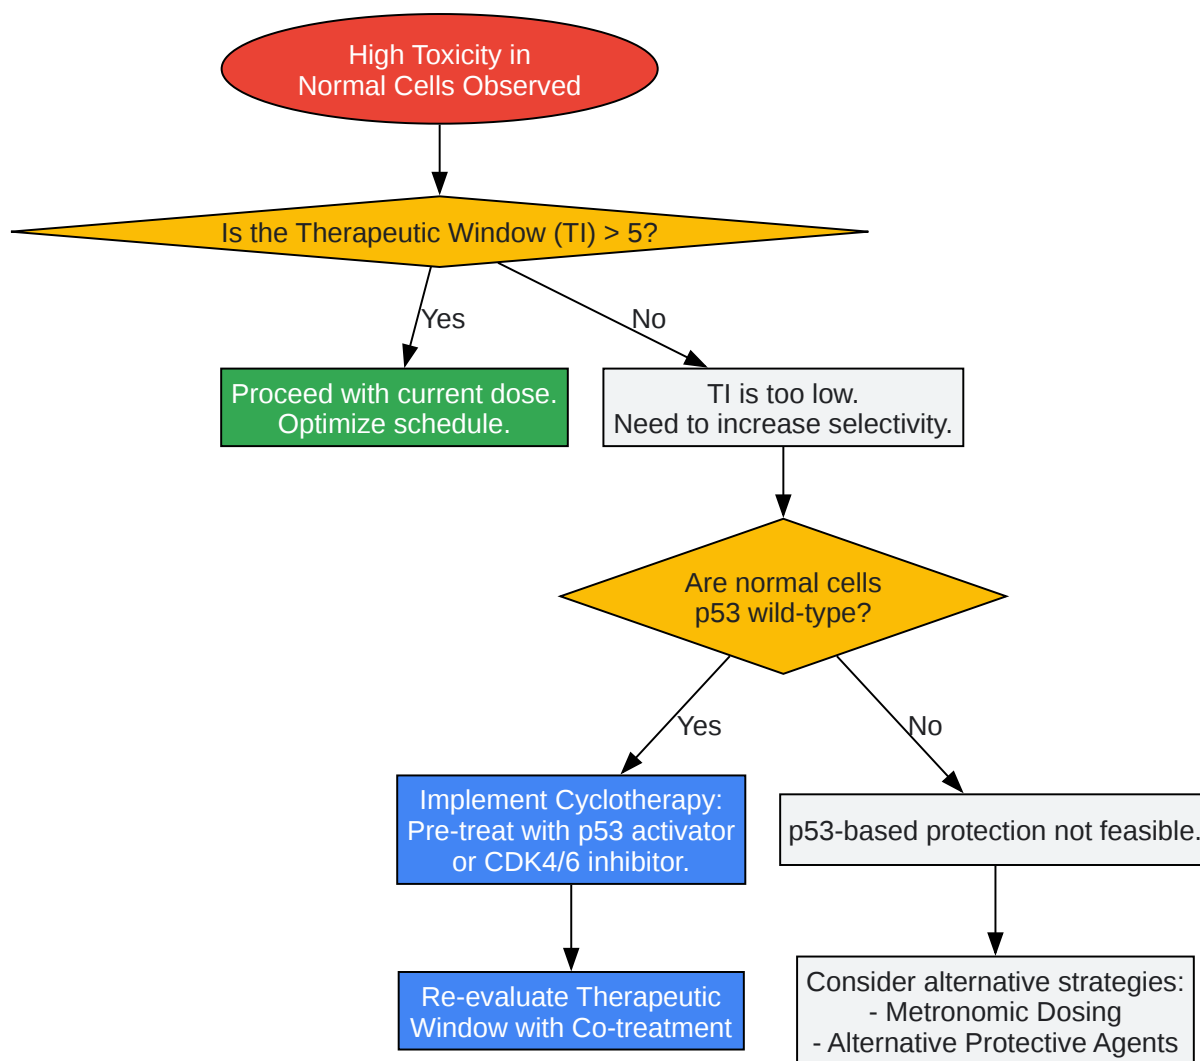 High Toxicity in
Normal Cells Observed
Is the Therapeutic Window (TI) > 5?
Yes
No
Proceed with current dose.
Optimize schedule.
TI is too low.
Need to increase selectivity.
Are normal cells
p53 wild-type?
Yes
No
Implement Cyclotherapy:
Pre-treat with p53 activator
or CDK4/6 inhibitor.
p53-based protection not feasible.
Re-evaluate Therapeutic
Window with Co-treatment
Consider alternative strategies:
- Metronomic Dosing
- Alternative Protective Agents